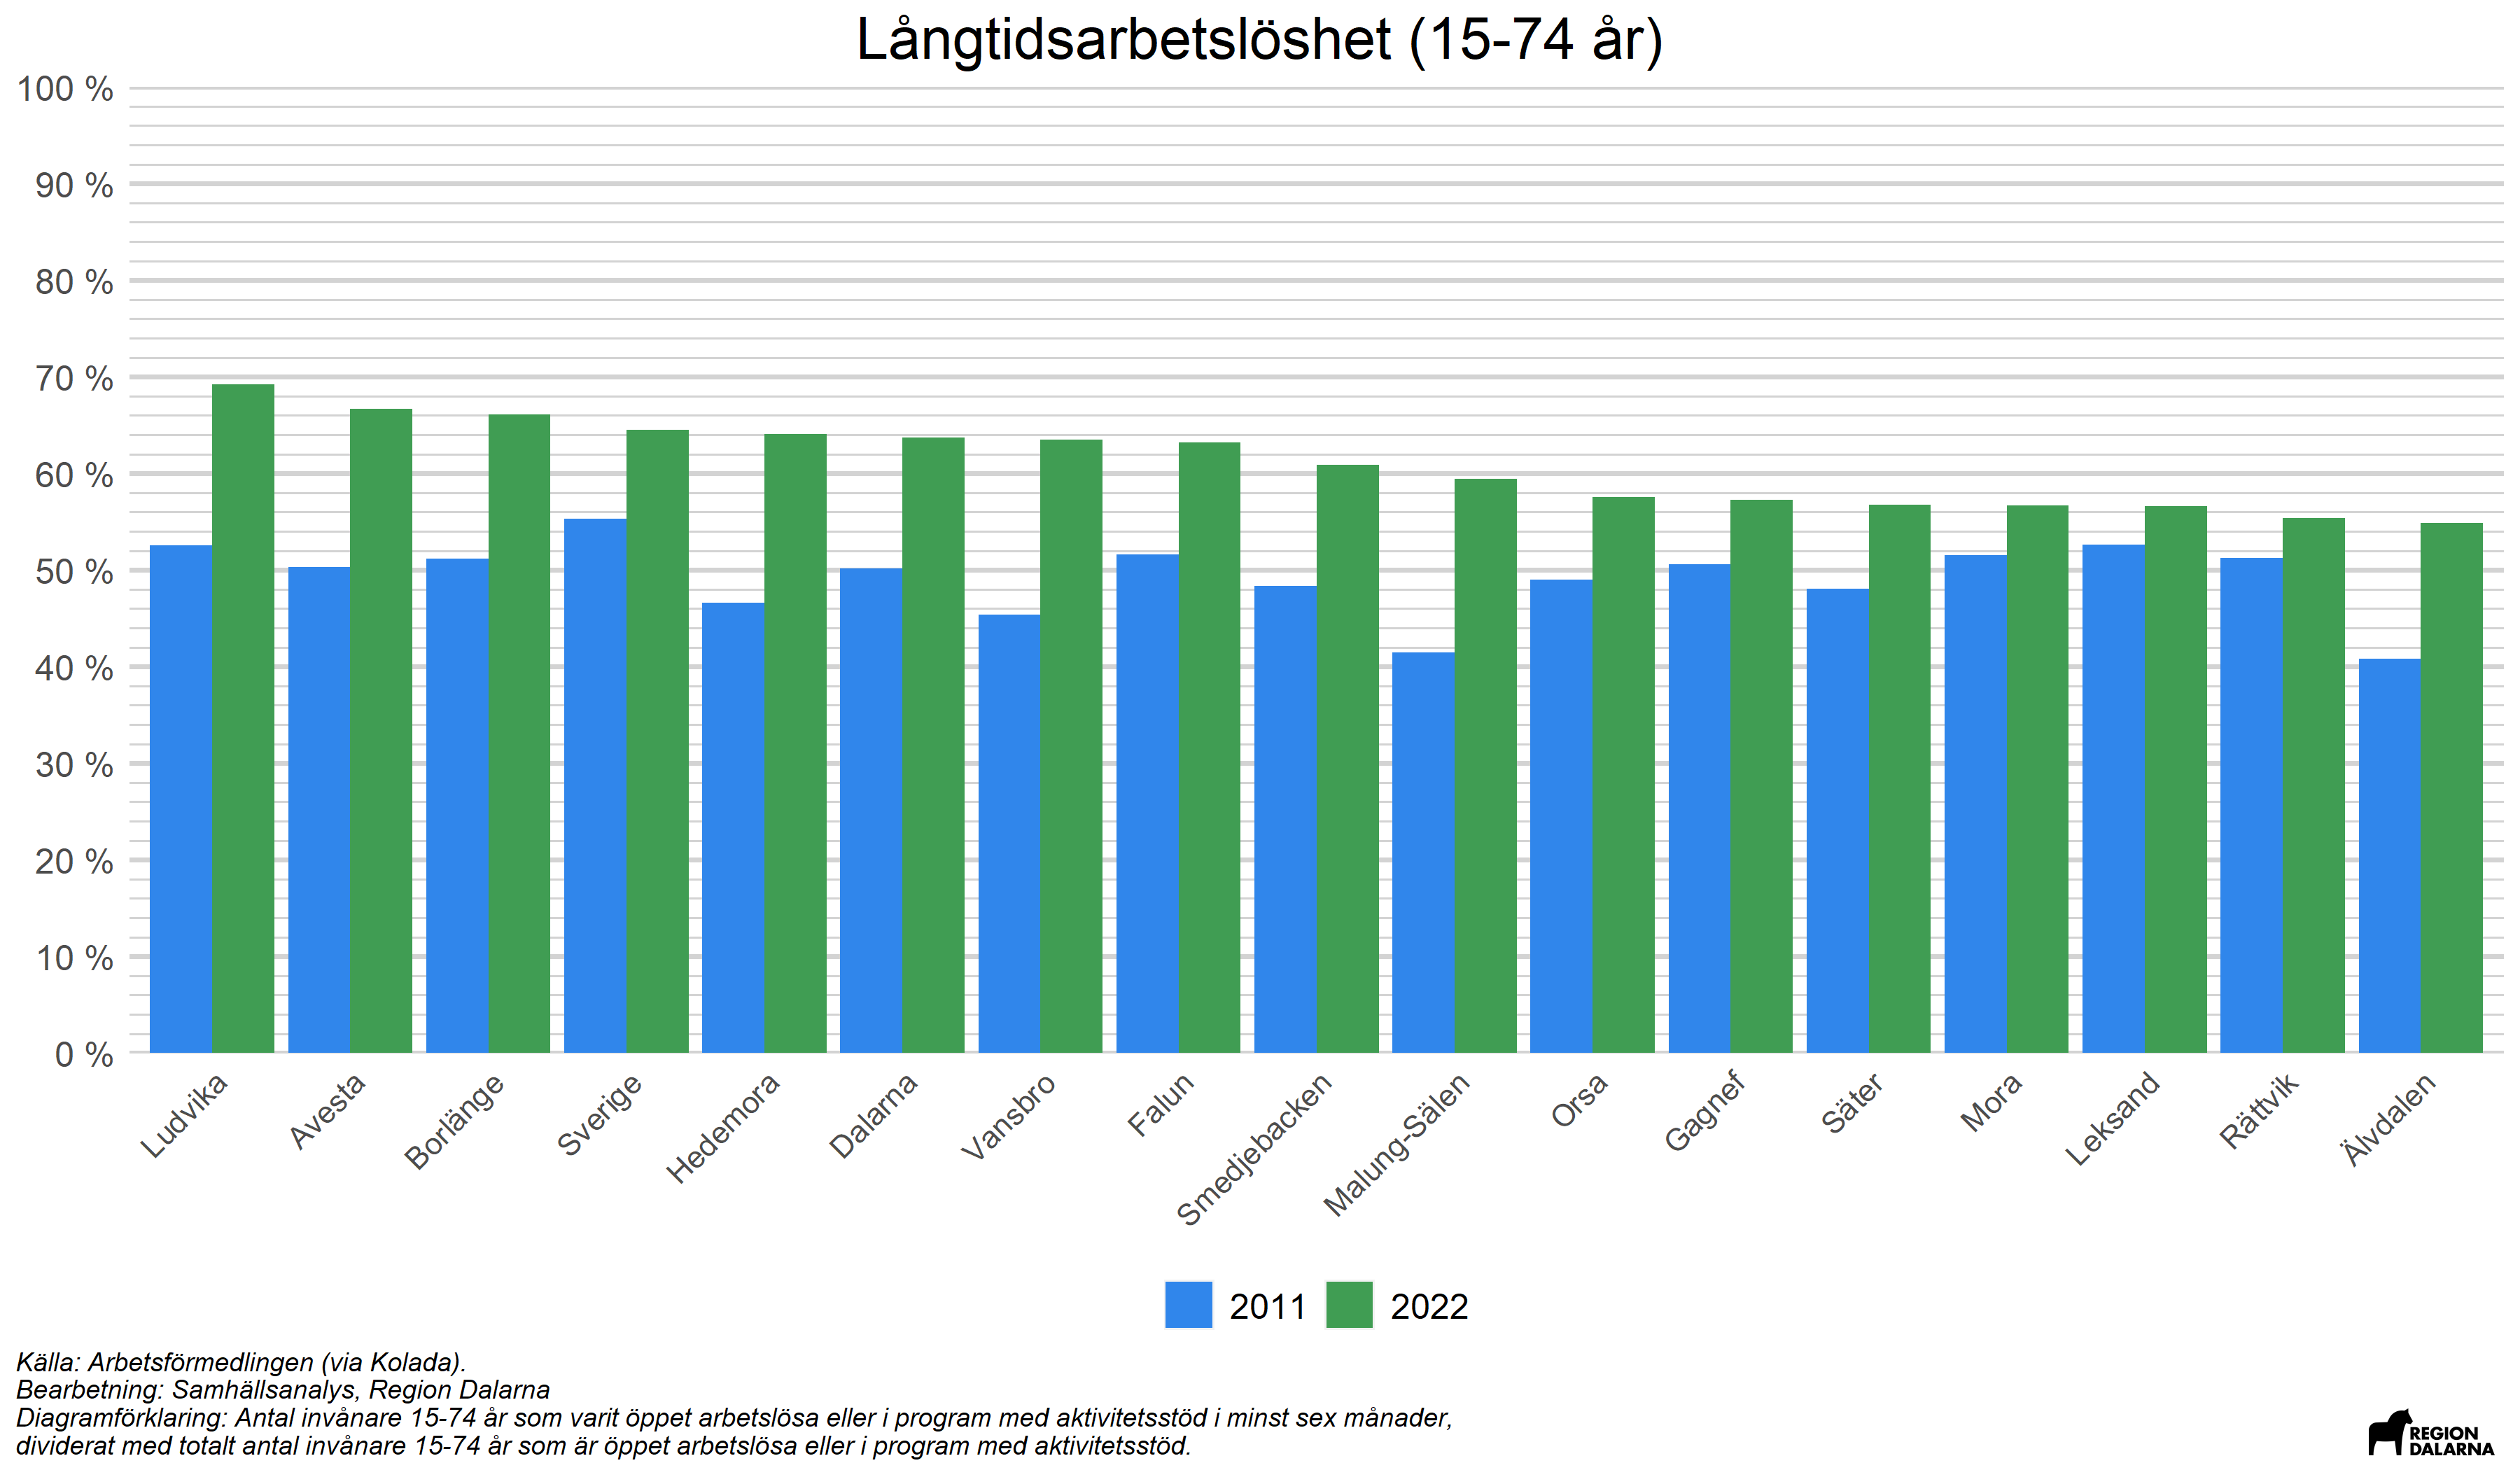 Långtidsarbetslöshet (15-74 år)
100 %
90 %
80 %
70 %
60 %
50 %
40 %
30 %
20 %
10 %
0 %
Ludvika
Avesta
Borlänge
Sverige
Hedemora
Dalarna
Vansbro
Falun
Smedjebacken
Malung-Sälen
Orsa
Gagnef
Säter
Mora
Leksand
Rättvik
Älvdalen
2011
2022
Källa: Arbetsförmedlingen (via Kolada).
Bearbetning: Samhällsanalys, Region Dalarna
Diagramförklaring: Antal invånare 15-74 år som varit öppet arbetslösa eller i program med aktivitetsstöd i minst sex månader,
dividerat med totalt antal invånare 15-74 år som är öppet arbetslösa eller i program med aktivitetsstöd.
REGION
DALARNA